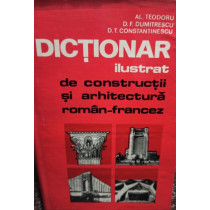 AL. TEODORU
D. F. DUMITRESCU
D. T. CONSTANTINESCU
DICȚIONAR
ilustrat
de construcții
și arhitectură
român-francez